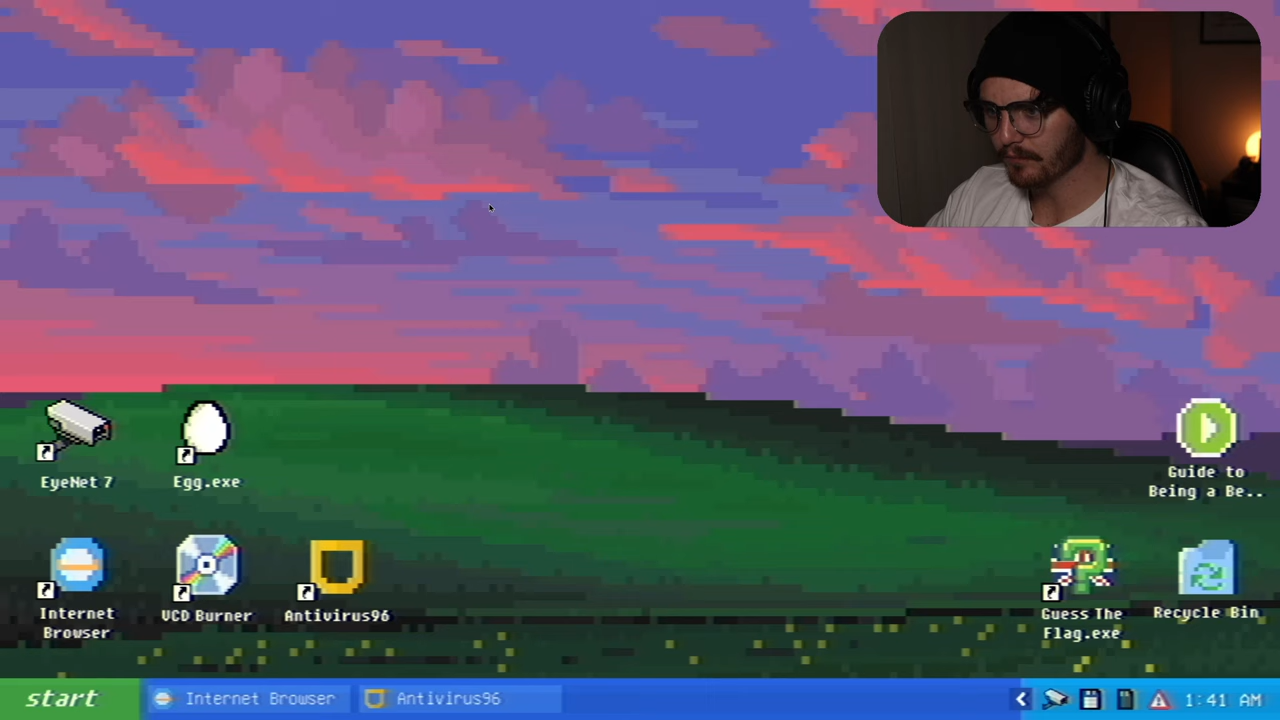 EyeNet 7
Egg.exe
Guide to
Being a Be..
Internet
Browser
VCD Burner
Antivirus96
Guess The
Flag.exe
Recycle Bin
start
Internet Browser
Antivirus96
1:41 AM